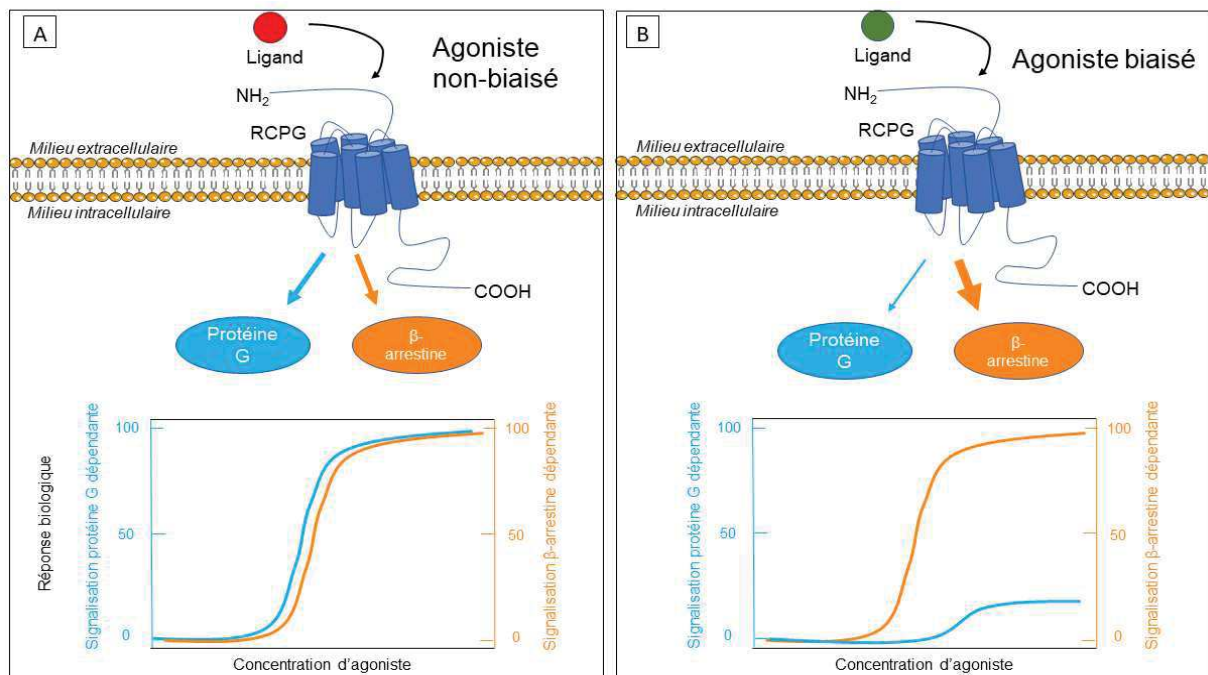 A
Ligand
Agoniste
non-biaisé
NH2
RCPG
Milieu extracellulaire
Milieu intracellulaire
COOH
Protéine
G
β-
arrestine
Réponse biologique
Signalisation protéine G dépendante
100
50
0
100
50
0
Signalisation β-arrestine dépendante
Concentration d’agoniste
B
Ligand
Agoniste biaisé
NH2
RCPG
Milieu extracellulaire
Milieu intracellulaire
COOH
Protéine
G
β-
arrestine
Signalisation protéine G dépendante
100
50
0
100
50
0
Signalisation β-arrestine dépendante
Concentration d’agoniste